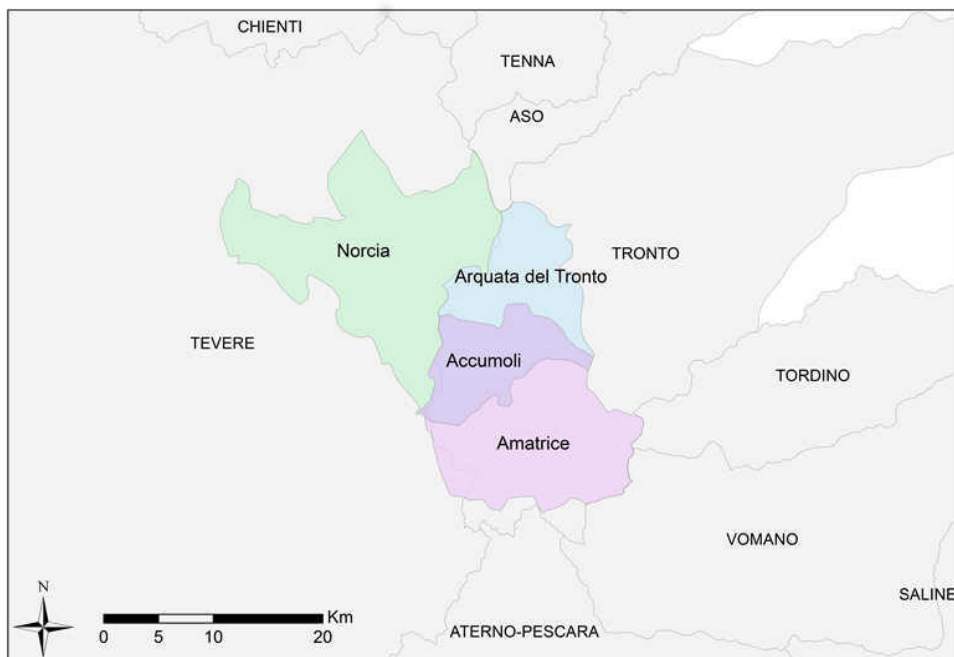 CHIENTI
TENNA
ASO
Norcia
TRONTO
Arquata del Tronto
TEVERE
Accumoli
TORDINO
Amatrice
VOMANO
N
SALINE
Km
0 5 10 20
ATERNO-PESCARA